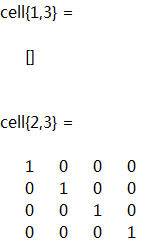 cell{1,3} =
[]
cell{2,3} =
1 0 0 0
0 1 0 0
0 0 1 0
0 0 0 1